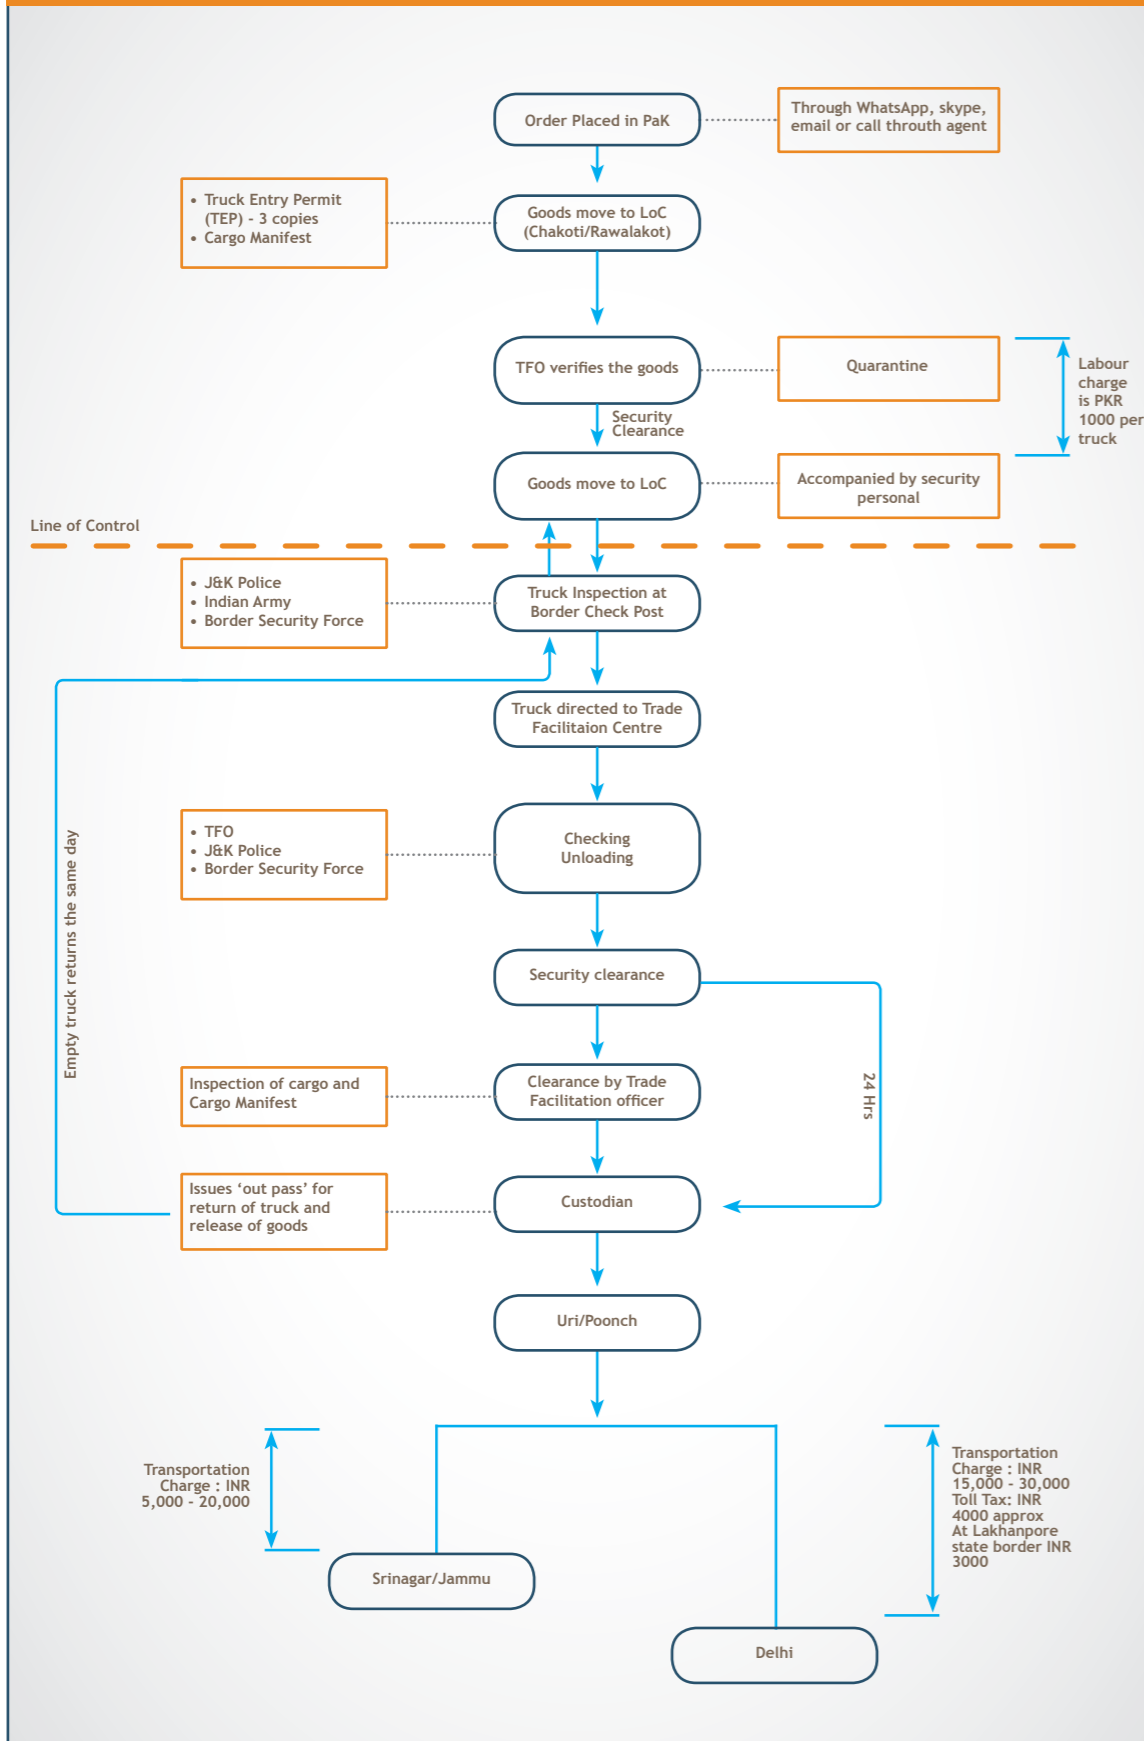 Order Placed in PaK
Through WhatsApp, skype,
email or call throuth agent
• Truck Entry Permit
(TEP) - 3 copies
• Cargo Manifest
Goods move to LoC
(Chakoti/Rawalakot)
TFO verifies the goods
Quarantine
Labour
charge
is PKR
1000 per
truck
Security
Clearance
Goods move to LoC
Accompanied by security
personal
Line of Control
• J&K Police
• Indian Army
• Border Security Force
Truck Inspection at
Border Check Post
Truck directed to Trade
Facilitaion Centre
• TFO
• J&K Police
• Border Security Force
Checking
Unloading
Empty truck returns the same day
Security clearance
Inspection of cargo and
Cargo Manifest
Clearance by Trade
Facilitation officer
24 Hrs
Issues ‘out pass’ for
return of truck and
release of goods
Custodian
Uri/Poonch
Transportation
Charge : INR
5,000 - 20,000
Transportation
Charge : INR
15,000 - 30,000
Toll Tax: INR
4000 approx
At Lakhanpore
state border INR
3000
Srinagar/Jammu
Delhi